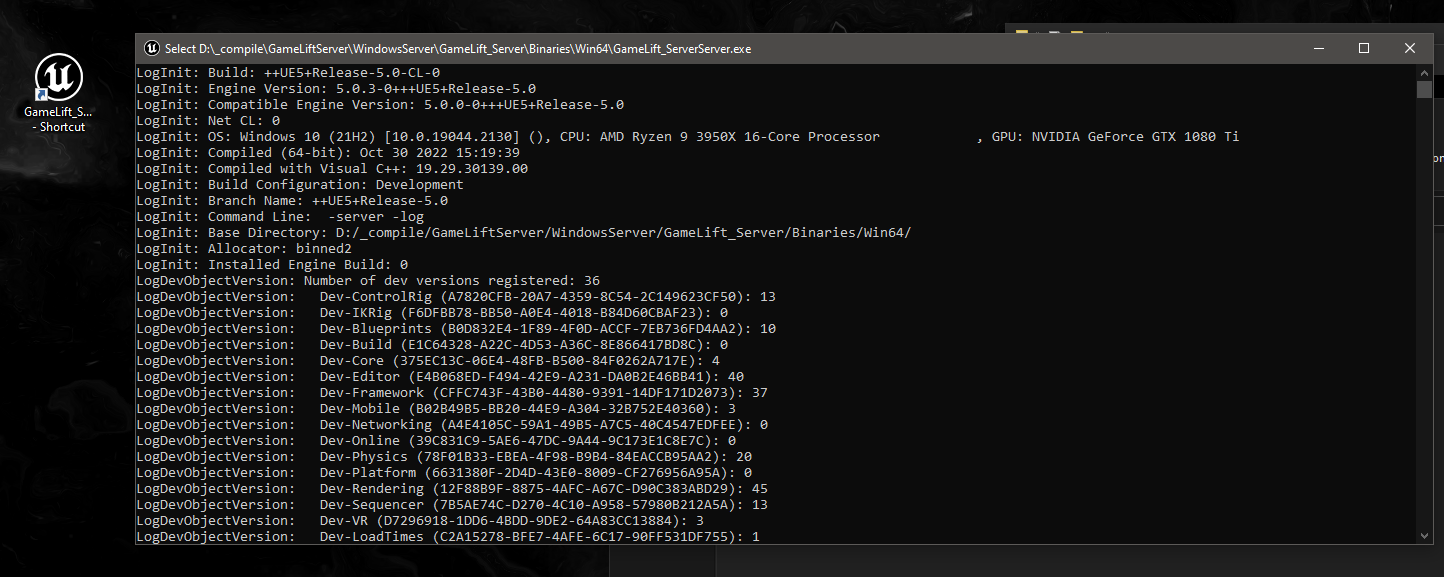 Select D:\_compile\GameLiftServer\WindowsServer\GameLift_Server\Binaries\Win64\GameLift_ServerServer.exe
GameLift_S...
- Shortcut
LogInit: Build: ++UE5+Release-5.0-CL-0
LogInit: Engine Version: 5.0.3-0+++UE5+Release-5.0
LogInit: Compatible Engine Version: 5.0.0-0+++UE5+Release-5.0
LogInit: Net CL: 0
LogInit: OS: Windows 10 (21H2) [10.0.19044.2130] (), CPU: AMD Ryzen 9 3950X 16-Core Processor            , GPU: NVIDIA GeForce GTX 1080 Ti
LogInit: Compiled (64-bit): Oct 30 2022 15:19:39
LogInit: Compiled with Visual C++: 19.29.30139.00
LogInit: Build Configuration: Development
LogInit: Branch Name: ++UE5+Release-5.0
LogInit: Command Line:  -server -log
LogInit: Base Directory: D:/_compile/GameLiftServer/WindowsServer/GameLift_Server/Binaries/Win64/
LogInit: Allocator: binned2
LogInit: Installed Engine Build: 0
LogDevObjectVersion: Number of dev versions registered: 36
LogDevObjectVersion:   Dev-ControlRig (A7820CFB-20A7-4359-8C54-2C149623CF50): 13
LogDevObjectVersion:   Dev-IKRig (F6DFBB78-BB50-A0E4-4018-B84D60CBAF23): 0
LogDevObjectVersion:   Dev-Blueprints (B0D832E4-1F89-4F0D-ACCF-7EB736FD4AA2): 10
LogDevObjectVersion:   Dev-Build (E1C64328-A22C-4D53-A36C-8E866417BD8C): 0
LogDevObjectVersion:   Dev-Core (375EC13C-06E4-48FB-B500-84F0262A717E): 4
LogDevObjectVersion:   Dev-Editor (E4B068ED-F494-42E9-A231-DA0B2E46BB41): 40
LogDevObjectVersion:   Dev-Framework (CFFC743F-43B0-4480-9391-14DF171D2073): 37
LogDevObjectVersion:   Dev-Mobile (B02B49B5-BB20-44E9-A304-32B752E40360): 3
LogDevObjectVersion:   Dev-Networking (A4E4105C-59A1-49B5-A7C5-40C4547EDFEE): 0
LogDevObjectVersion:   Dev-Online (39C831C9-5AE6-47DC-9A44-9C173E1C8E7C): 0
LogDevObjectVersion:   Dev-Physics (78F01B33-EBEA-4F98-B9B4-84EACCB95AA2): 20
LogDevObjectVersion:   Dev-Platform (6631380F-2D4D-43E0-8009-CF276956A95A): 0
LogDevObjectVersion:   Dev-Rendering (12F88B9F-8875-4AFC-A67C-D90C383ABD29): 45
LogDevObjectVersion:   Dev-Sequencer (7B5AE74C-D270-4C10-A958-57980B212A5A): 13
LogDevObjectVersion:   Dev-VR (D7296918-1DD6-4BDD-9DE2-64A83CC13884): 3
LogDevObjectVersion:   Dev-LoadTimes (C2A15278-BFE7-4AFE-6C17-90FF531DF755): 1